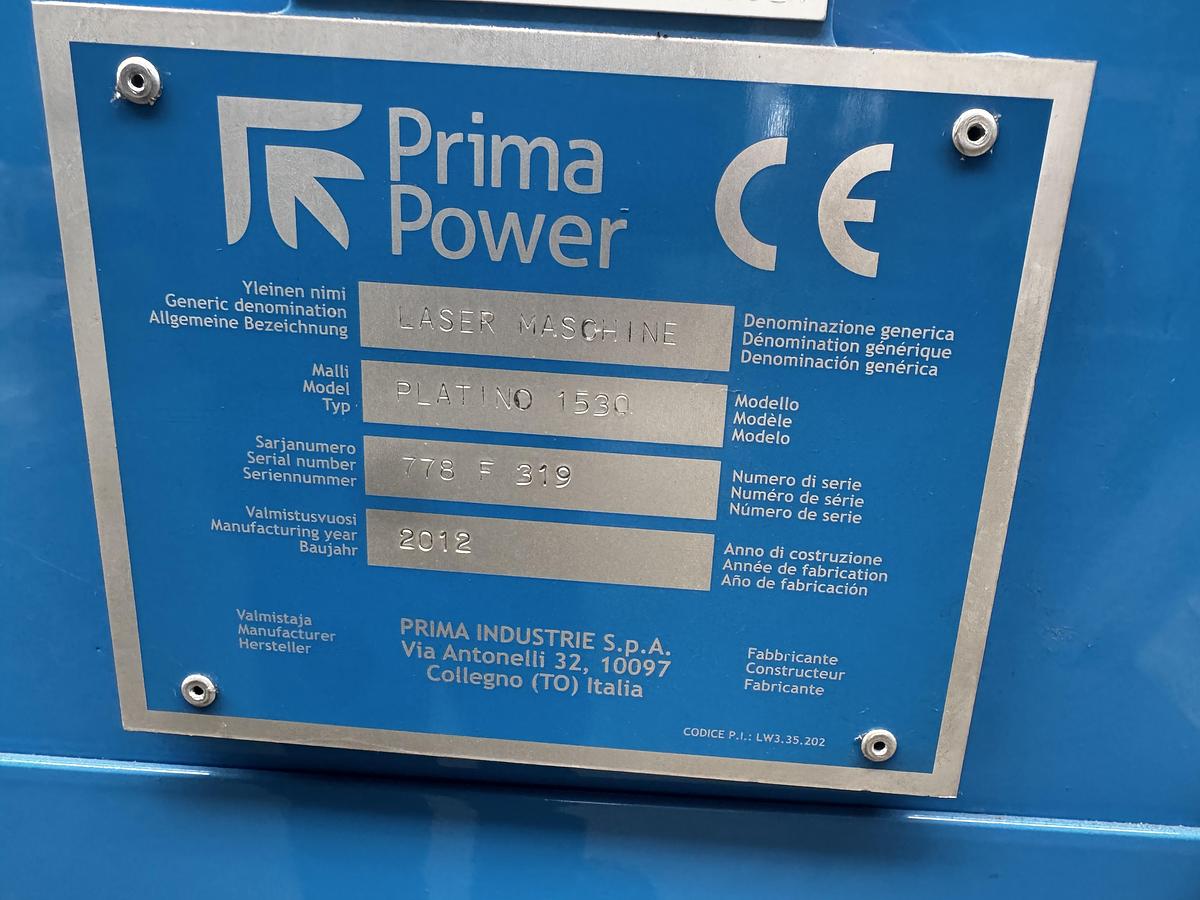 Prima
Power
CE
Yleinen nimi
Generic denomination
Allgemeine Bezeichnung
LASER MASCHINE
Denominazione generica
Dénomination générique
Denominación genérica
Malli
Model
Typ
PLATINO 1530
Modello
Modèle
Modelo
Sarjanumero
Serial number
Seriennummer
778 F 319
Numero di serie
Numéro de série
Número de serie
Valmistusvuosi
Manufacturing year
Baujahr
2012
Anno di costruzione
Année de fabrication
Año de fabricación
Valmistaja
Manufacturer
Hersteller
PRIMA INDUSTRIE S.p.A.
Via Antonelli 32, 10097
Collegno (TO) Italia
Fabbricante
Constructeur
Fabricante
CODICE P.I.: LW3.35.202